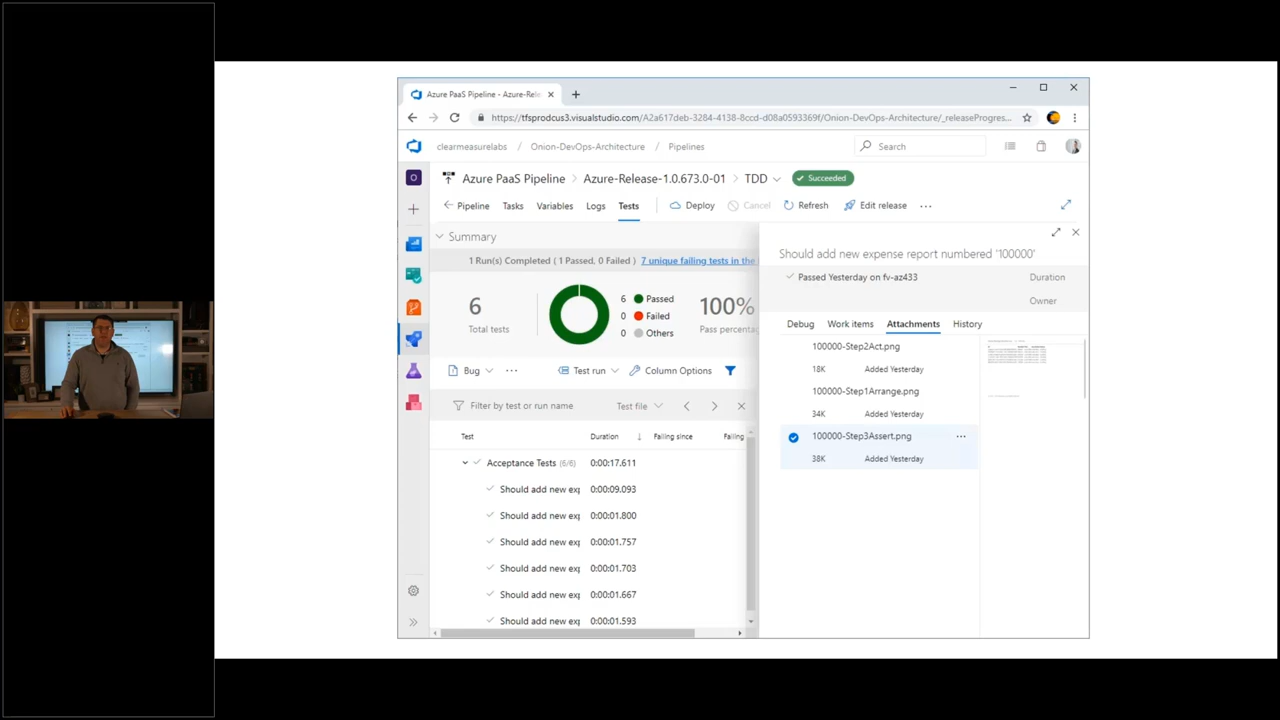 Azure PaaS Pipeline - Azure-Rele
https://tfsprodcus3.visualstudio.com/A2a617deb-3284-4138-8ccd-d08a0593369f/Onion-DevOps-Architecture/_releaseProgres...
clearmeasurelabs / Onion-DevOps-Architecture / Pipelines
Search
O
Azure PaaS Pipeline > Azure-Release-1.0.673.0-01 > TDD
Succeeded
Pipeline Tasks Variables Logs Tests Deploy Cancel Refresh Edit release ...
Summary
1 Run(s) Completed ( 1 Passed, 0 Failed ) 7 unique failing tests in the
6
Total tests
6 Passed
0 Failed
0 Others
100%
Pass percenta
Bug ... Test run Column Options
Filter by test or run name Test file
Test Duration Failing since Failing
Acceptance Tests (6/6) 0:00:17.611
Should add new exp 0:00:09.093
Should add new exp 0:00:01.800
Should add new exp 0:00:01.757
Should add new exp 0:00:01.703
Should add new exp 0:00:01.667
Should add new exp 0:00:01.593
Should add new expense report numbered '100000'
Passed Yesterday on fv-az433
Duration
Owner
Debug Work items Attachments History
100000-Step2Act.png
18K Added Yesterday
100000-Step1Arrange.png
34K Added Yesterday
100000-Step3Assert.png ...
38K Added Yesterday